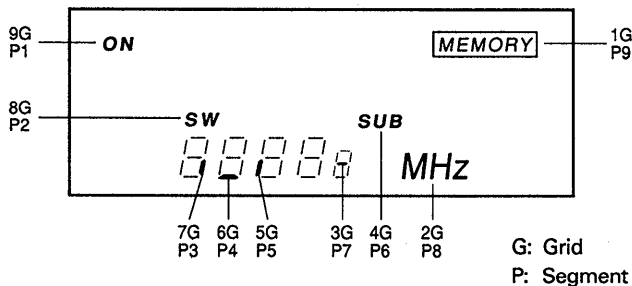 9G
P1
ON
MEMORY
1G
P9
8G
P2
SW
SUB
MHz
7G
P3
6G
P4
5G
P5
3G
P7
4G
P6
2G
P8
G: Grid
P: Segment